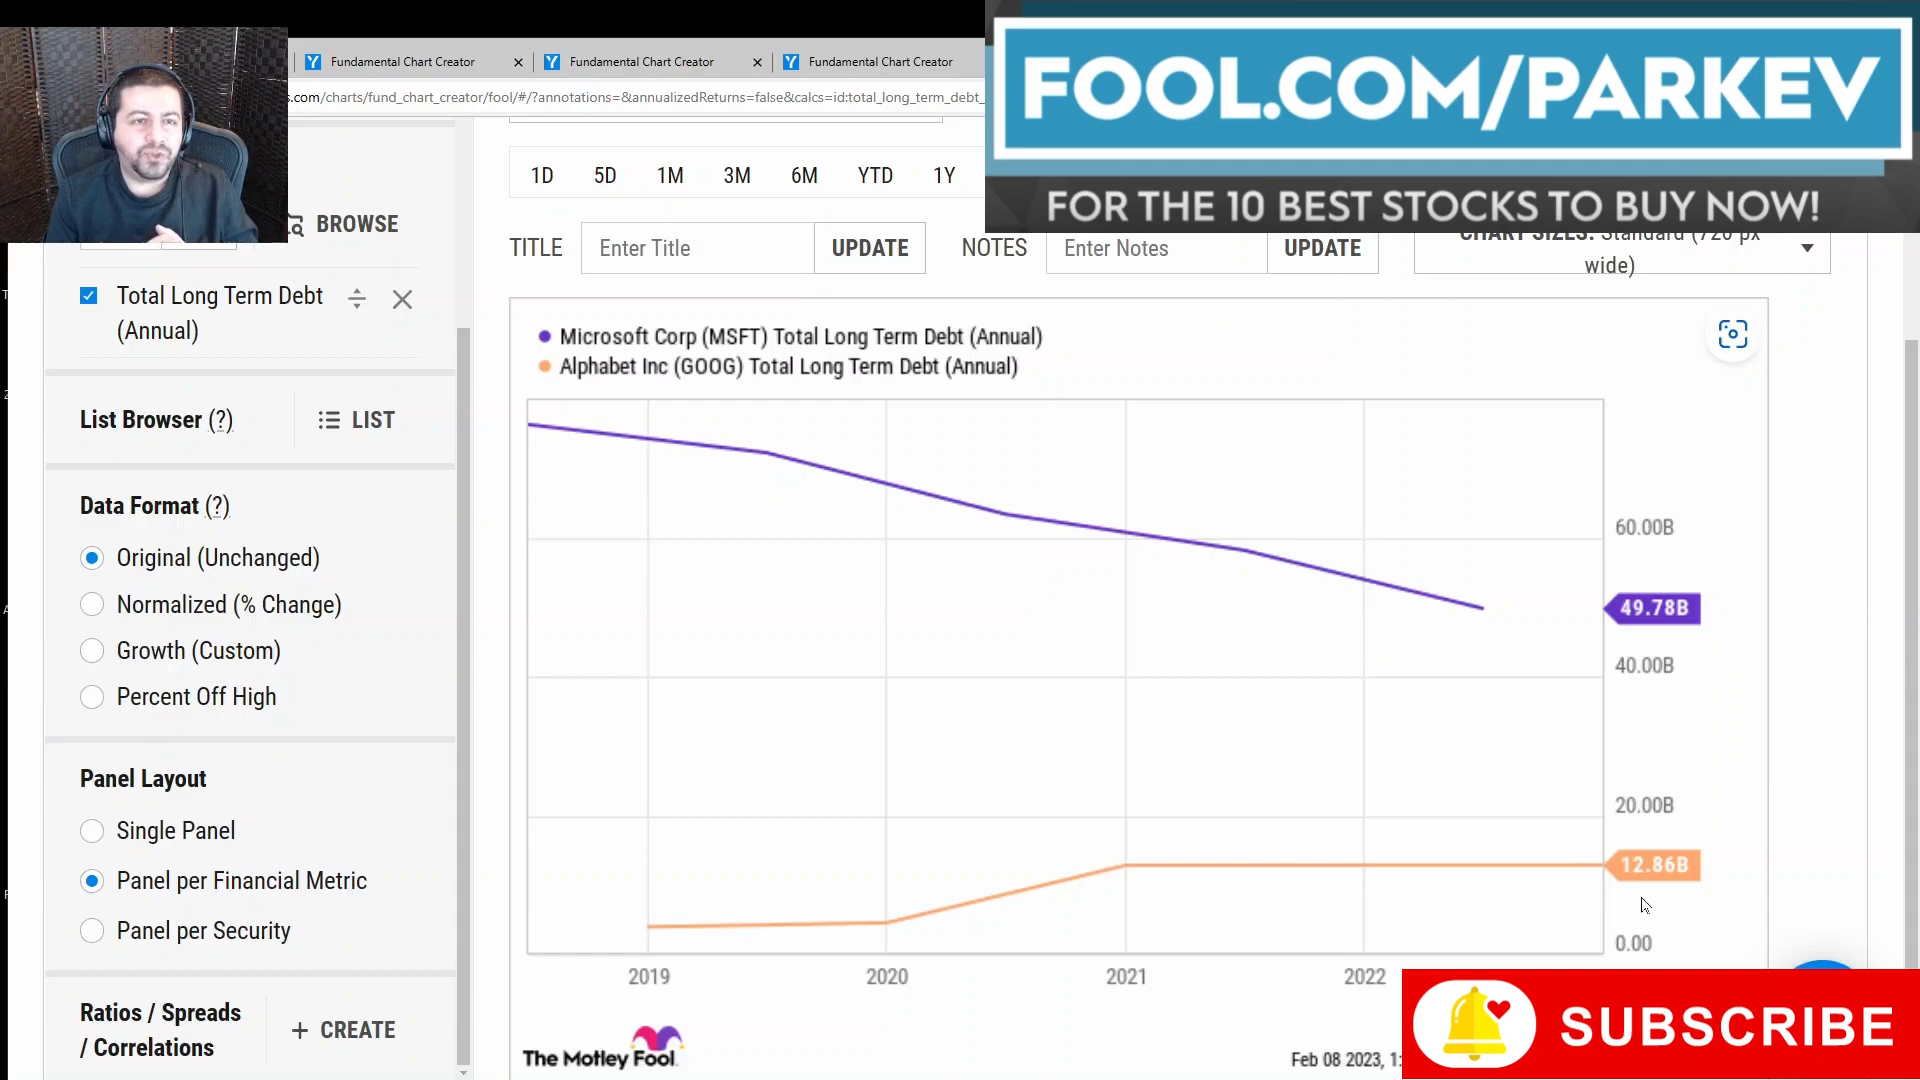 FOOL.COM/PARKEV
FOR THE 10 BEST STOCKS TO BUY NOW!
Fundamental Chart Creator
Fundamental Chart Creator
Fundamental Chart Creator
s.com/charts/fund_chart_creator/fool/#/?annotations=&annualizedReturns=false&calcs=id:total_long_term_debt_
1D 5D 1M 3M 6M YTD 1Y
BROWSE
TITLE Enter Title UPDATE NOTES Enter Notes UPDATE
CHART SIZES: Standard (720 px
wide)
Total Long Term Debt
(Annual)
List Browser (?)
LIST
Data Format (?)
Original (Unchanged)
Normalized (% Change)
Growth (Custom)
Percent Off High
Panel Layout
Single Panel
Panel per Financial Metric
Panel per Security
Ratios / Spreads
/ Correlations
+ CREATE
Microsoft Corp (MSFT) Total Long Term Debt (Annual)
Alphabet Inc (GOOG) Total Long Term Debt (Annual)
60.00B
49.78B
40.00B
20.00B
12.86B
0.00
2019 2020 2021 2022
The Motley Fool.
Feb 08 2023, 1:
SUBSCRIBE